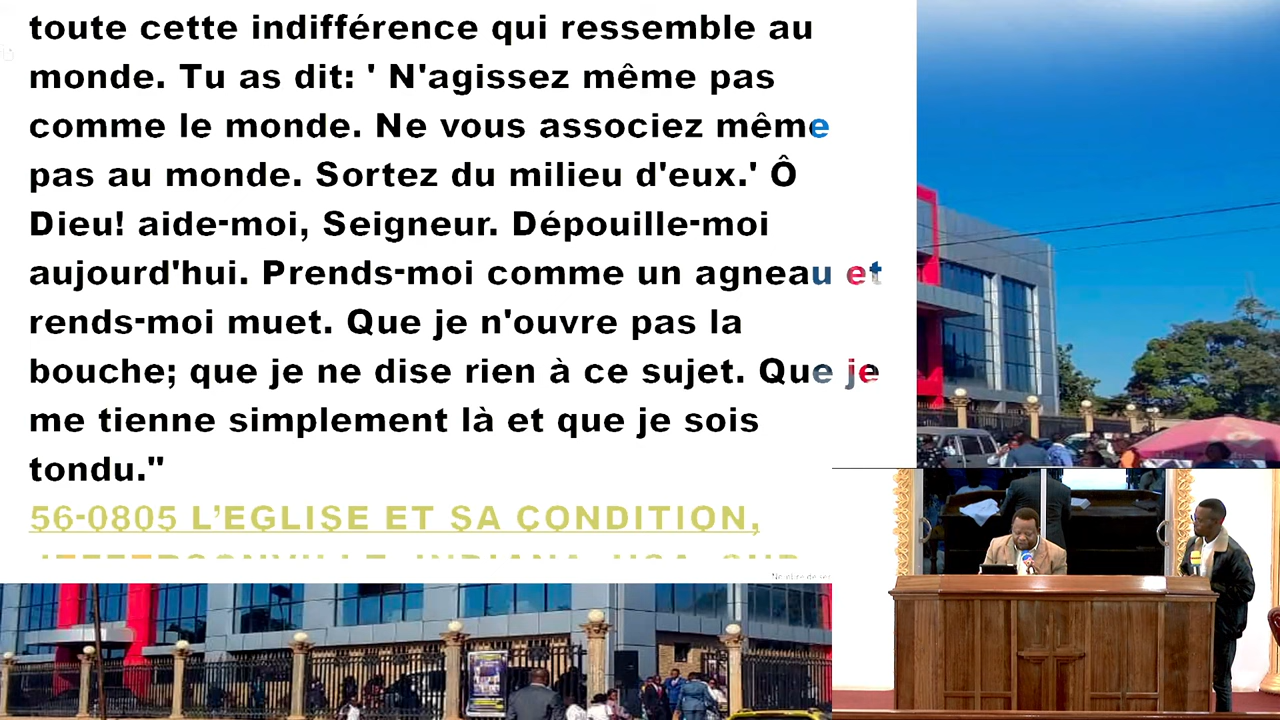 toute cette indifférence qui ressemble au
monde. Tu as dit: ' N'agissez même pas
comme le monde. Ne vous associez même
pas au monde. Sortez du milieu d'eux.' Ô
Dieu! aide-moi, Seigneur. Dépouille-moi
aujourd'hui. Prends-moi comme un agneau et
rends-moi muet. Que je n'ouvre pas la
bouche; que je ne dise rien à ce sujet. Que je
me tienne simplement là et que je sois
tondu."
56-0805 L’EGLISE ET SA CONDITION,